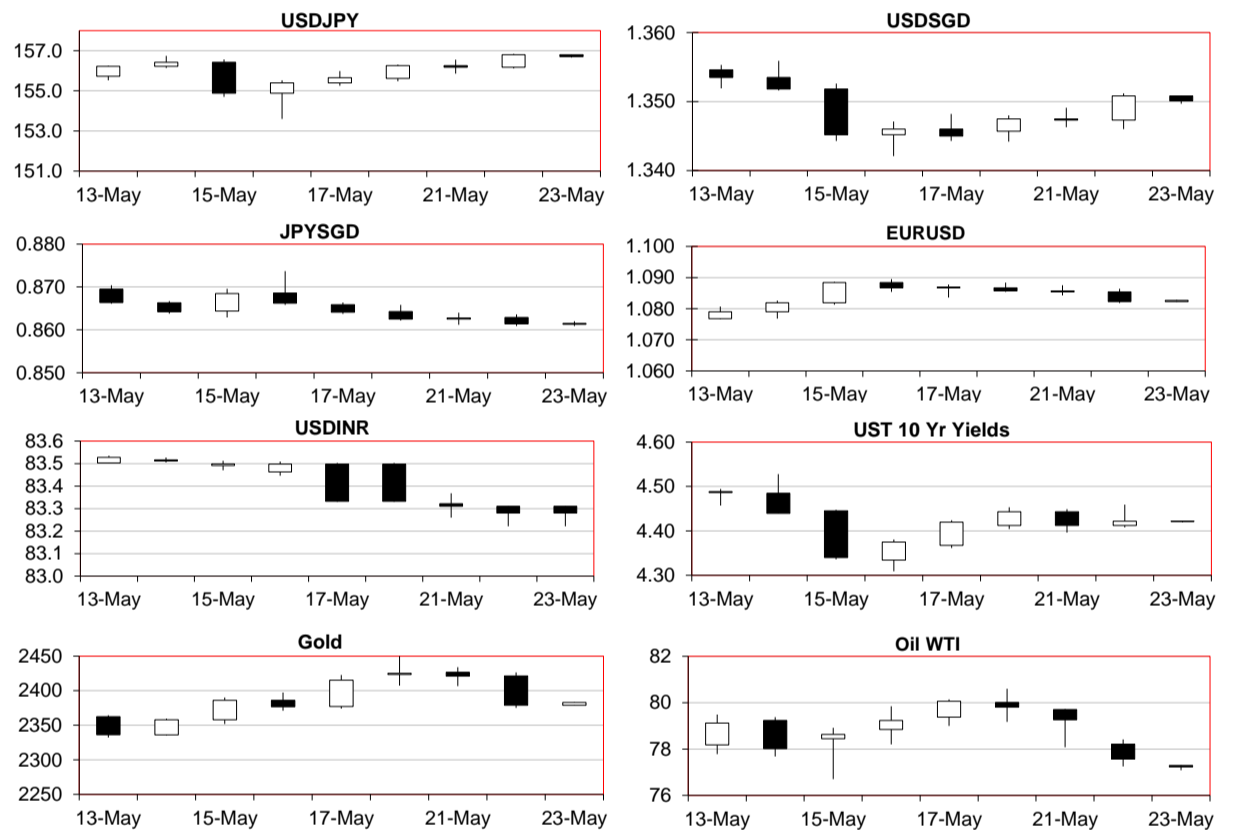 USDJPY
157.0
155.0
153.0
151.0
13-May 15-May 17-May 21-May 23-May
USDSGD
1.360
1.350
1.340
13-May 15-May 17-May 21-May 23-May
JPYSGD
0.880
0.870
0.860
0.850
13-May 15-May 17-May 21-May 23-May
EURUSD
1.100
1.090
1.080
1.070
1.060
13-May 15-May 17-May 21-May 23-May
USDINR
83.6
83.5
83.4
83.3
83.2
83.1
83.0
13-May 15-May 17-May 21-May 23-May
UST 10 Yr Yields
4.60
4.50
4.40
4.30
13-May 15-May 17-May 21-May 23-May
Gold
2450
2400
2350
2300
2250
13-May 15-May 17-May 21-May 23-May
Oil WTI
82
80
78
76
13-May 15-May 17-May 21-May 23-May